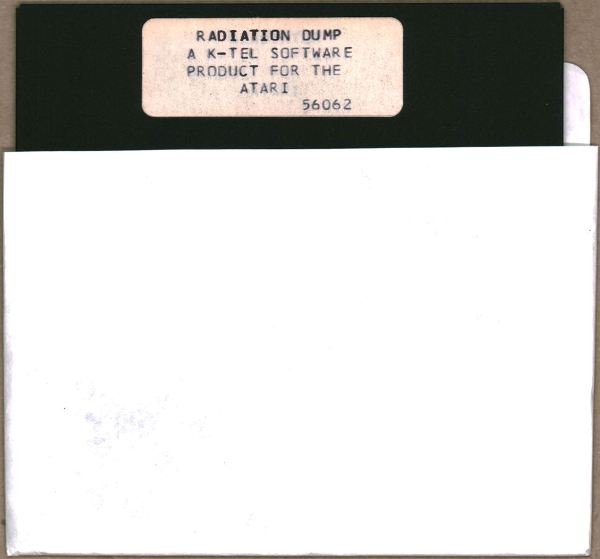 RADIATION DUMP
A K-TEL SOFTWARE
PRODUCT FOR THE
ATARI
56062